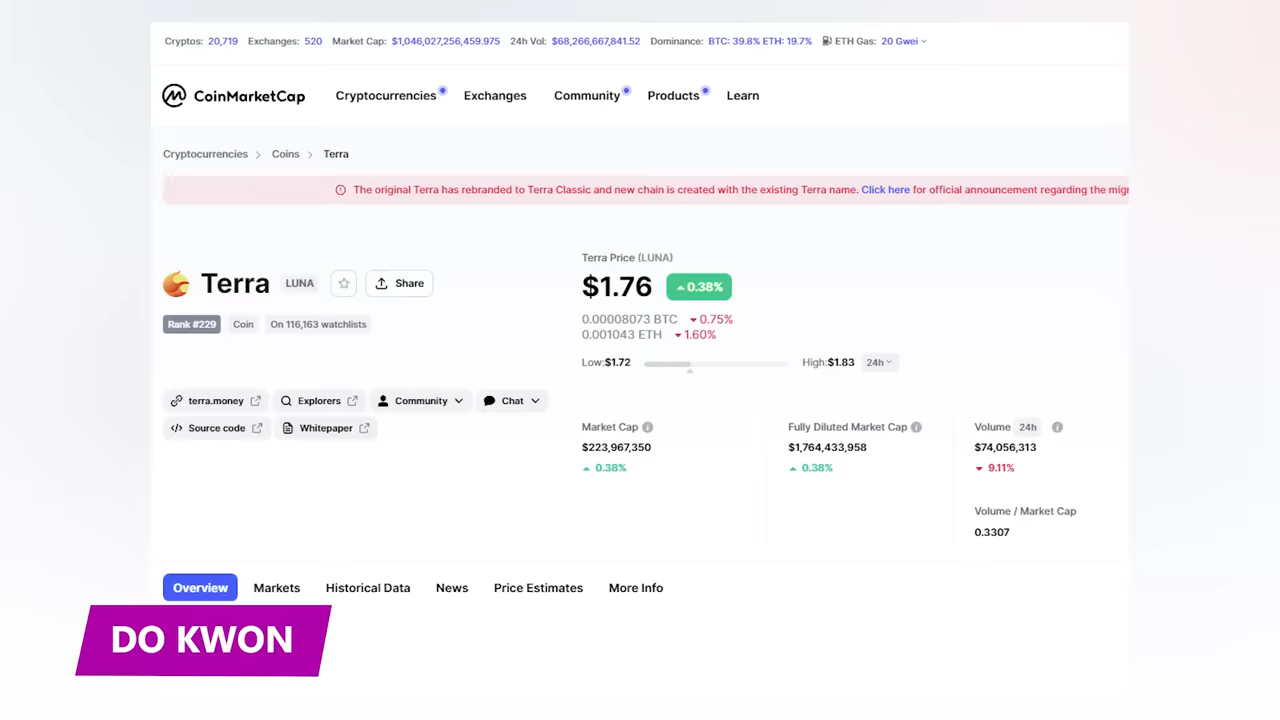 Cryptos: 20,719 Exchanges: 520 Market Cap: $1,046,027,256,459.975 24h Vol: $68,266,667,841.52 Dominance: BTC: 39.8% ETH: 19.7% ETH Gas: 20 Gwei
CoinMarketCap Cryptocurrencies Exchanges Community Products Learn
Cryptocurrencies > Coins > Terra
The original Terra has rebranded to Terra Classic and new chain is created with the existing Terra name. Click here for official announcement regarding the migr
Terra Price (LUNA)
Terra LUNA Share $1.76 0.38%
0.00008073 BTC 0.75%
Rank #229 Coin On 116,163 watchlists
0.001043 ETH 1.60%
Low:$1.72 High:$1.83 24h
terra.money Explorers Community Chat
Source code Whitepaper
Market Cap Fully Diluted Market Cap Volume 24h
$223,967,350 $1,764,433,958 $74,056,313
0.38% 0.38% 9.11%
Volume / Market Cap
0.3307
Overview Markets Historical Data News Price Estimates More Info
DO KWON